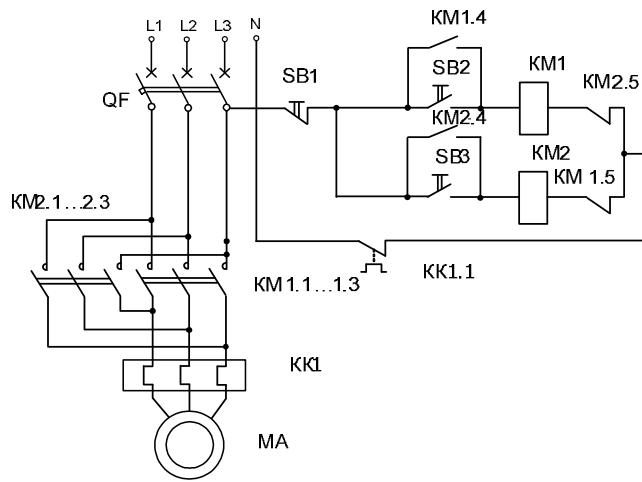 KM1.4
L1 L2 L3 N
SB1 SB2 KM1 KM2.5
QF
KM2.4
SB3 KM2 KM 1.5
KM2.1...2.3
KM1.1...1.3 KK1.1
KK1
MA